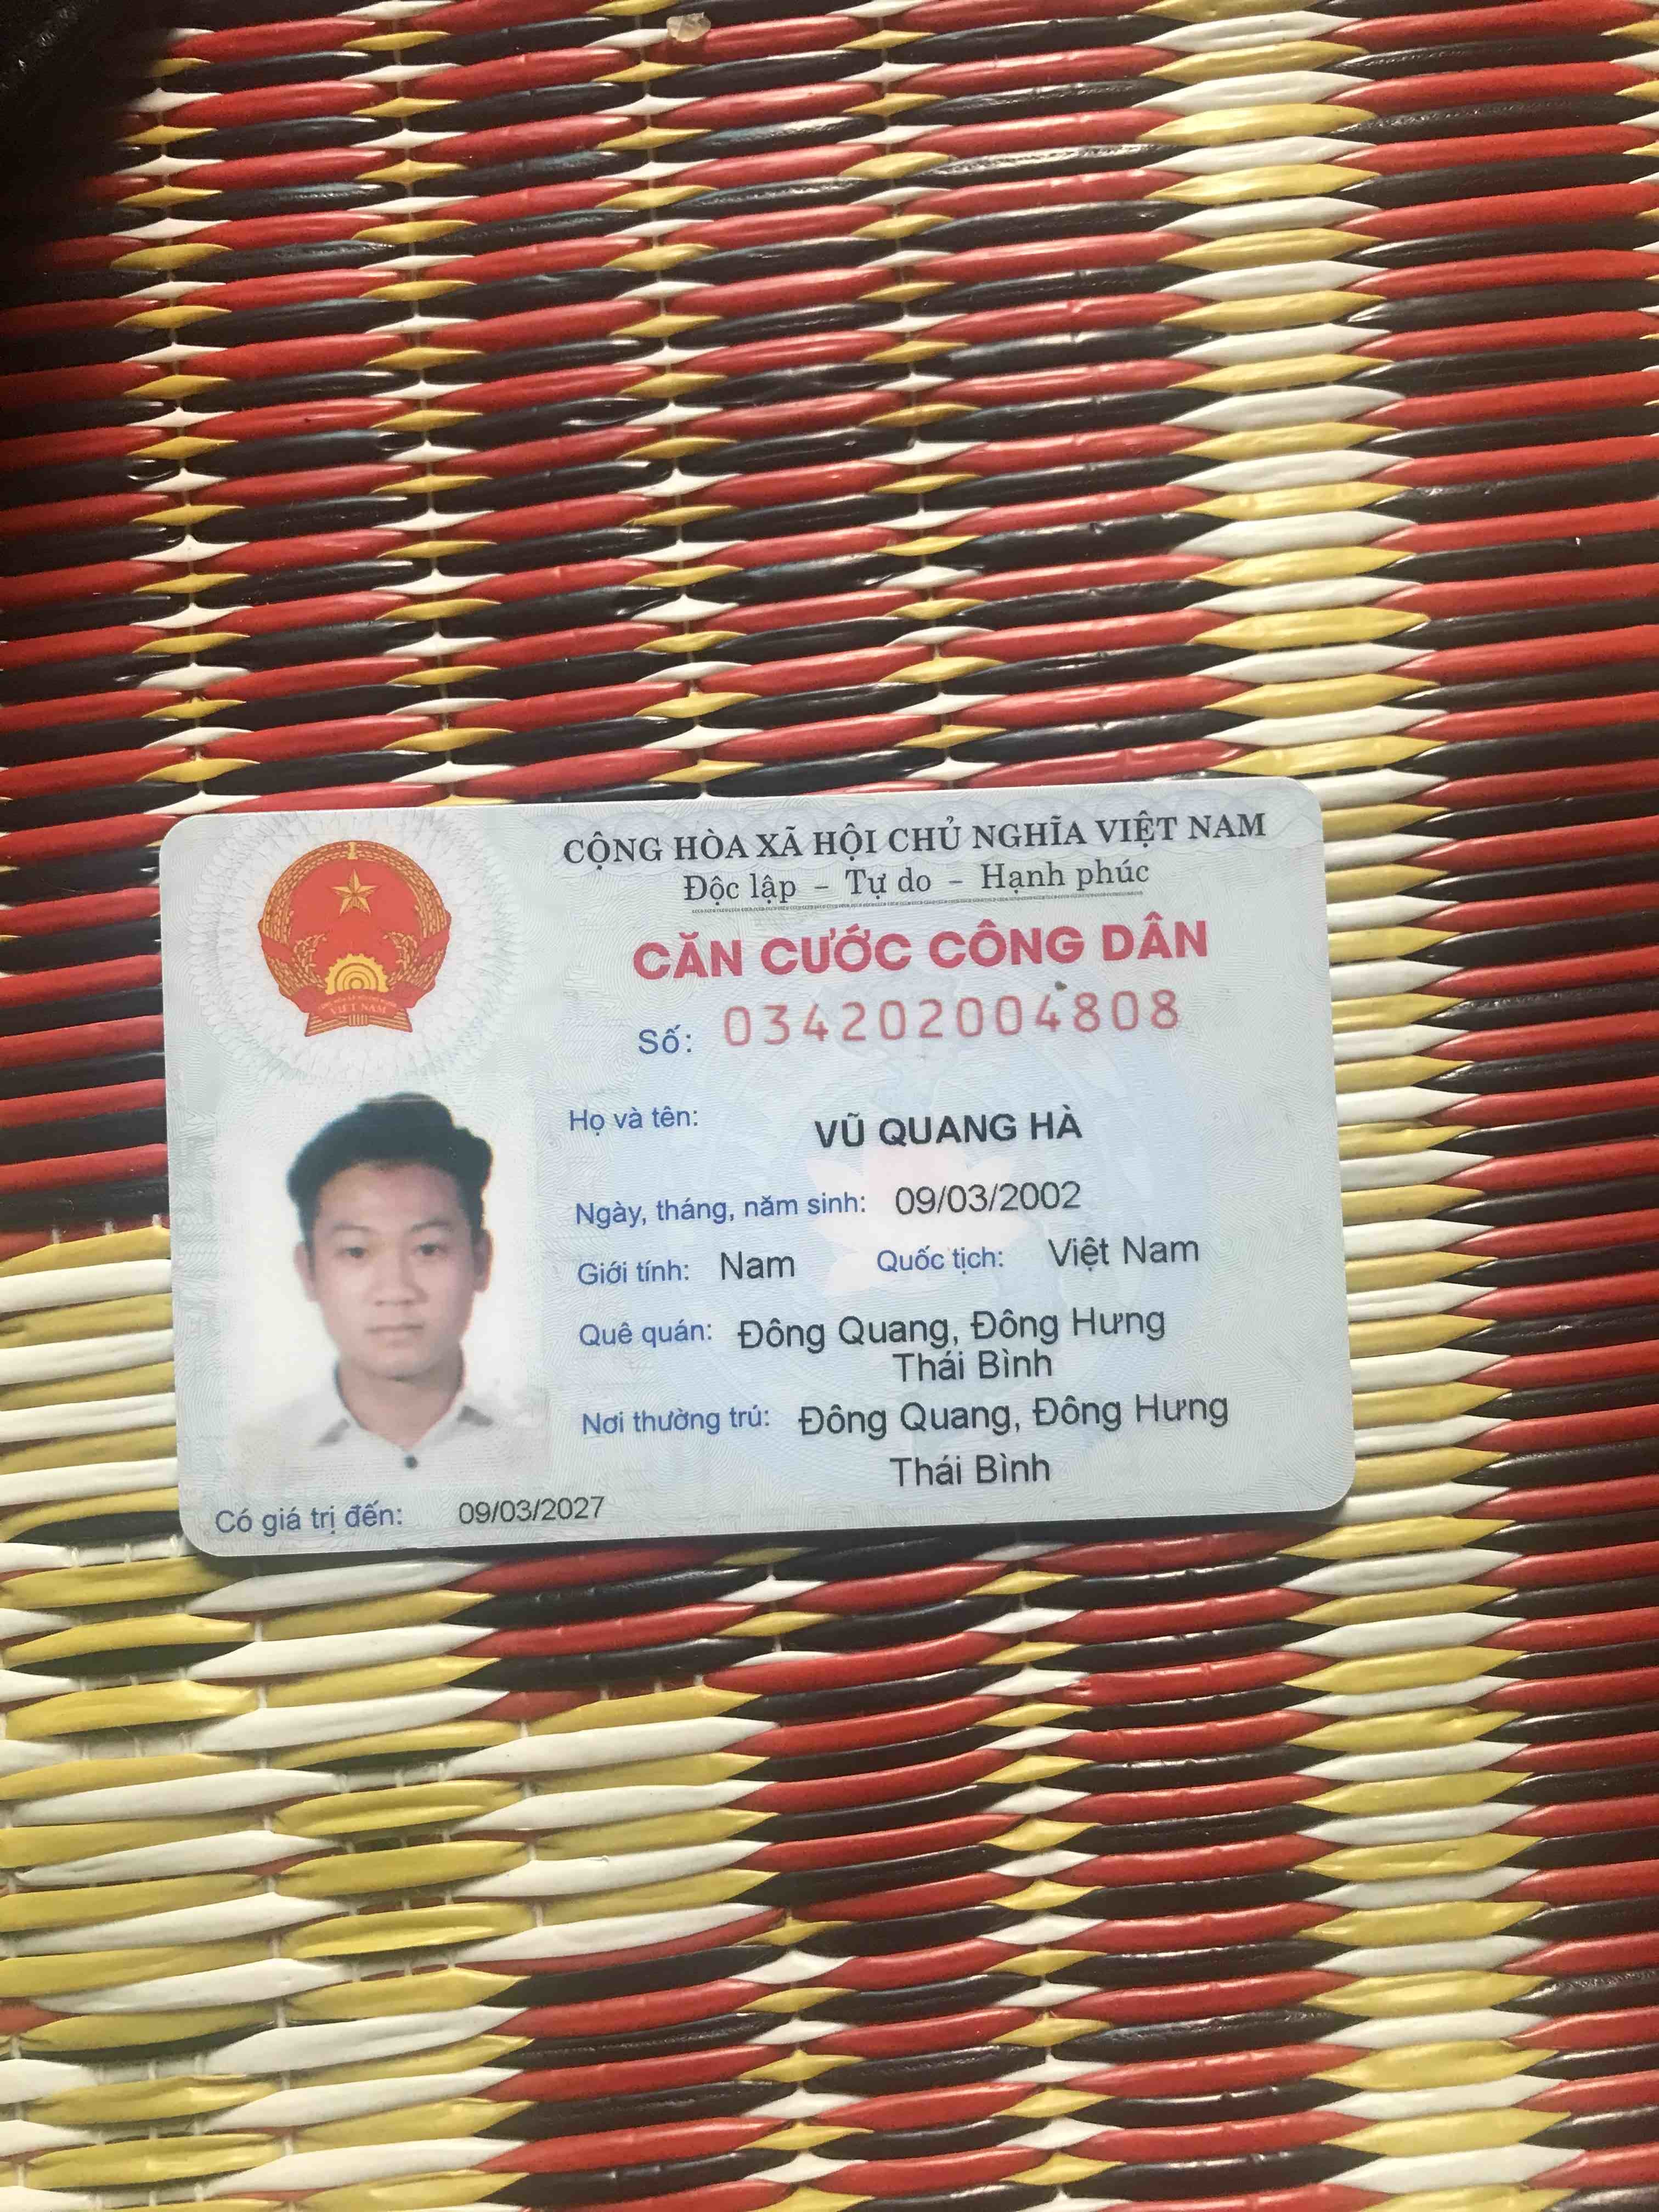 CỘNG HÒA XÃ HỘI CHỦ NGHĨA VIỆT NAM
Độc lập - Tự do - Hạnh phúc
CĂN CƯỚC CÔNG DÂN
Số: 034202004808
VIỆT NAM
Họ và tên: VŨ QUANG HÀ
Ngày, tháng, năm sinh: 09/03/2002
Giới tính: Nam Quốc tịch: Việt Nam
Quê quán: Đông Quang, Đông Hưng
Thái Bình
Nơi thường trú: Đông Quang, Đông Hưng
Thái Bình
Có giá trị đến: 09/03/2027